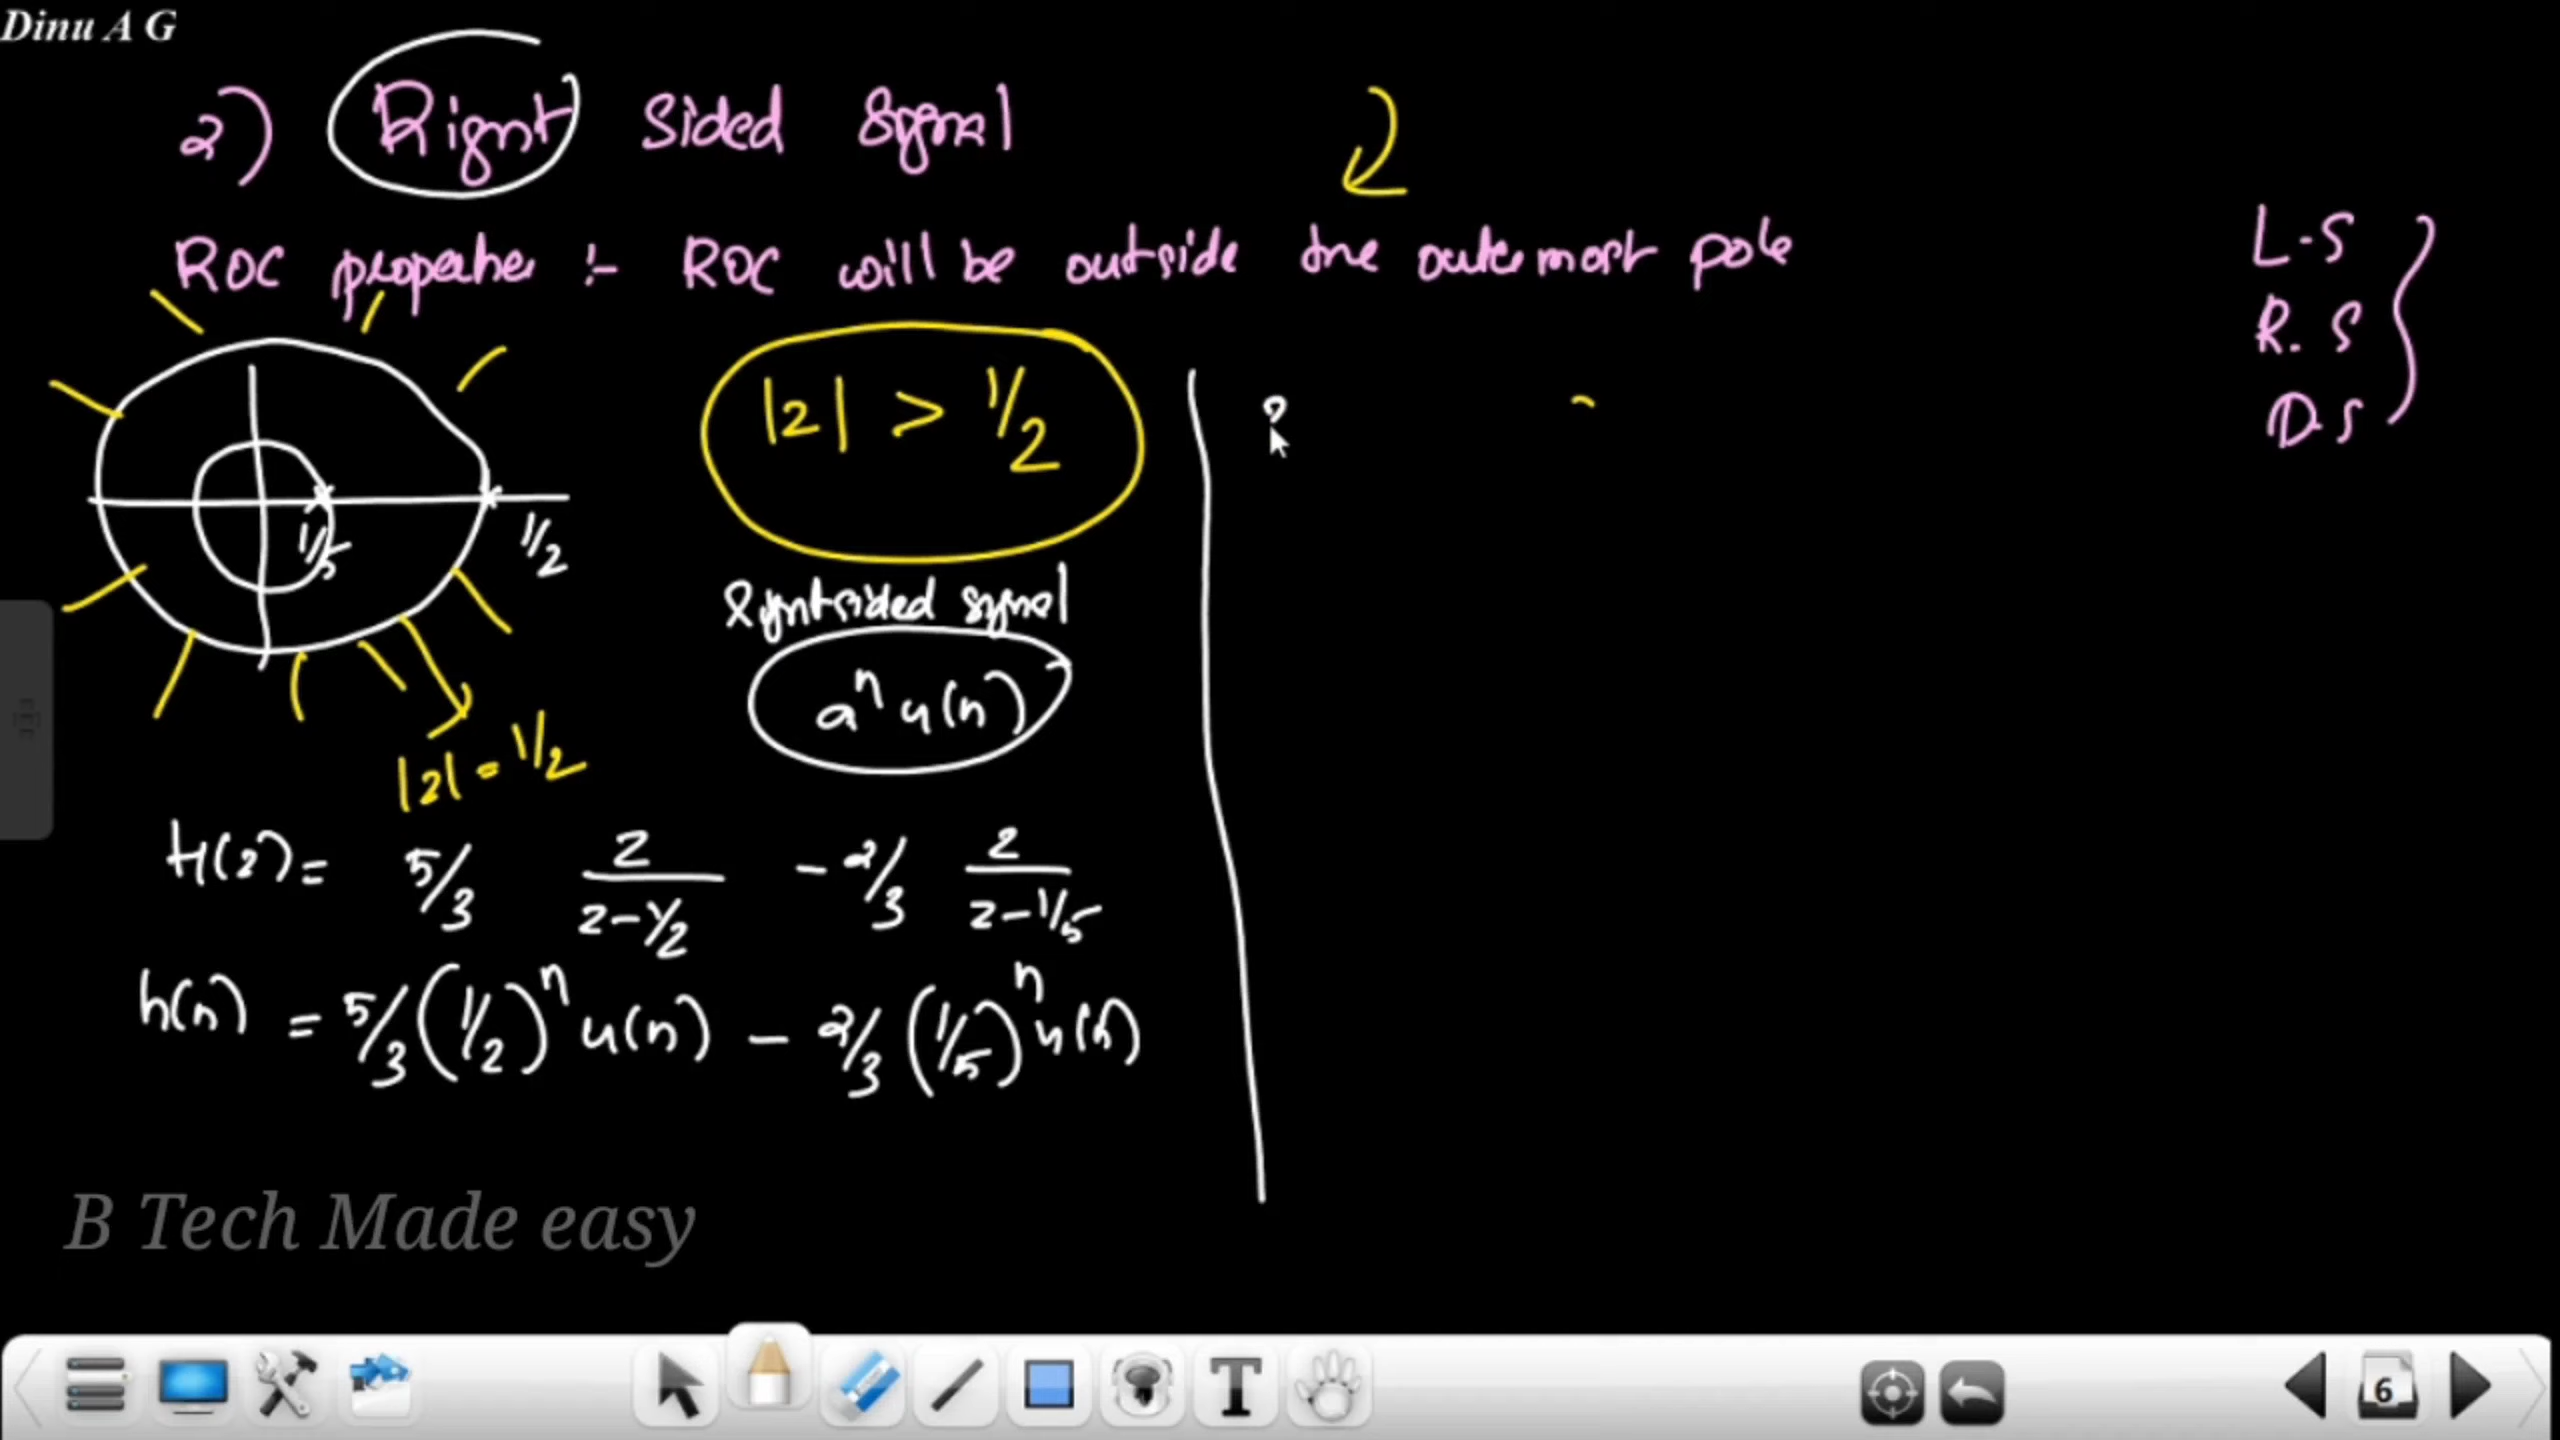 Dinu A G
2) Right Sided Signal
ROC properties :- ROC will be outside the outermost pole
L.S
R.S
D.S
|z| > 1/2
1/5
1/2
Rightsided signal
aⁿ u(n)
|z| = 1/2
H(z) = 5/3 z/(z-1/2) - 2/3 z/(z-1/5)
h(n) = 5/3 (1/2)ⁿ u(n) - 2/3 (1/5)ⁿ u(n)
B Tech Made easy
T
6